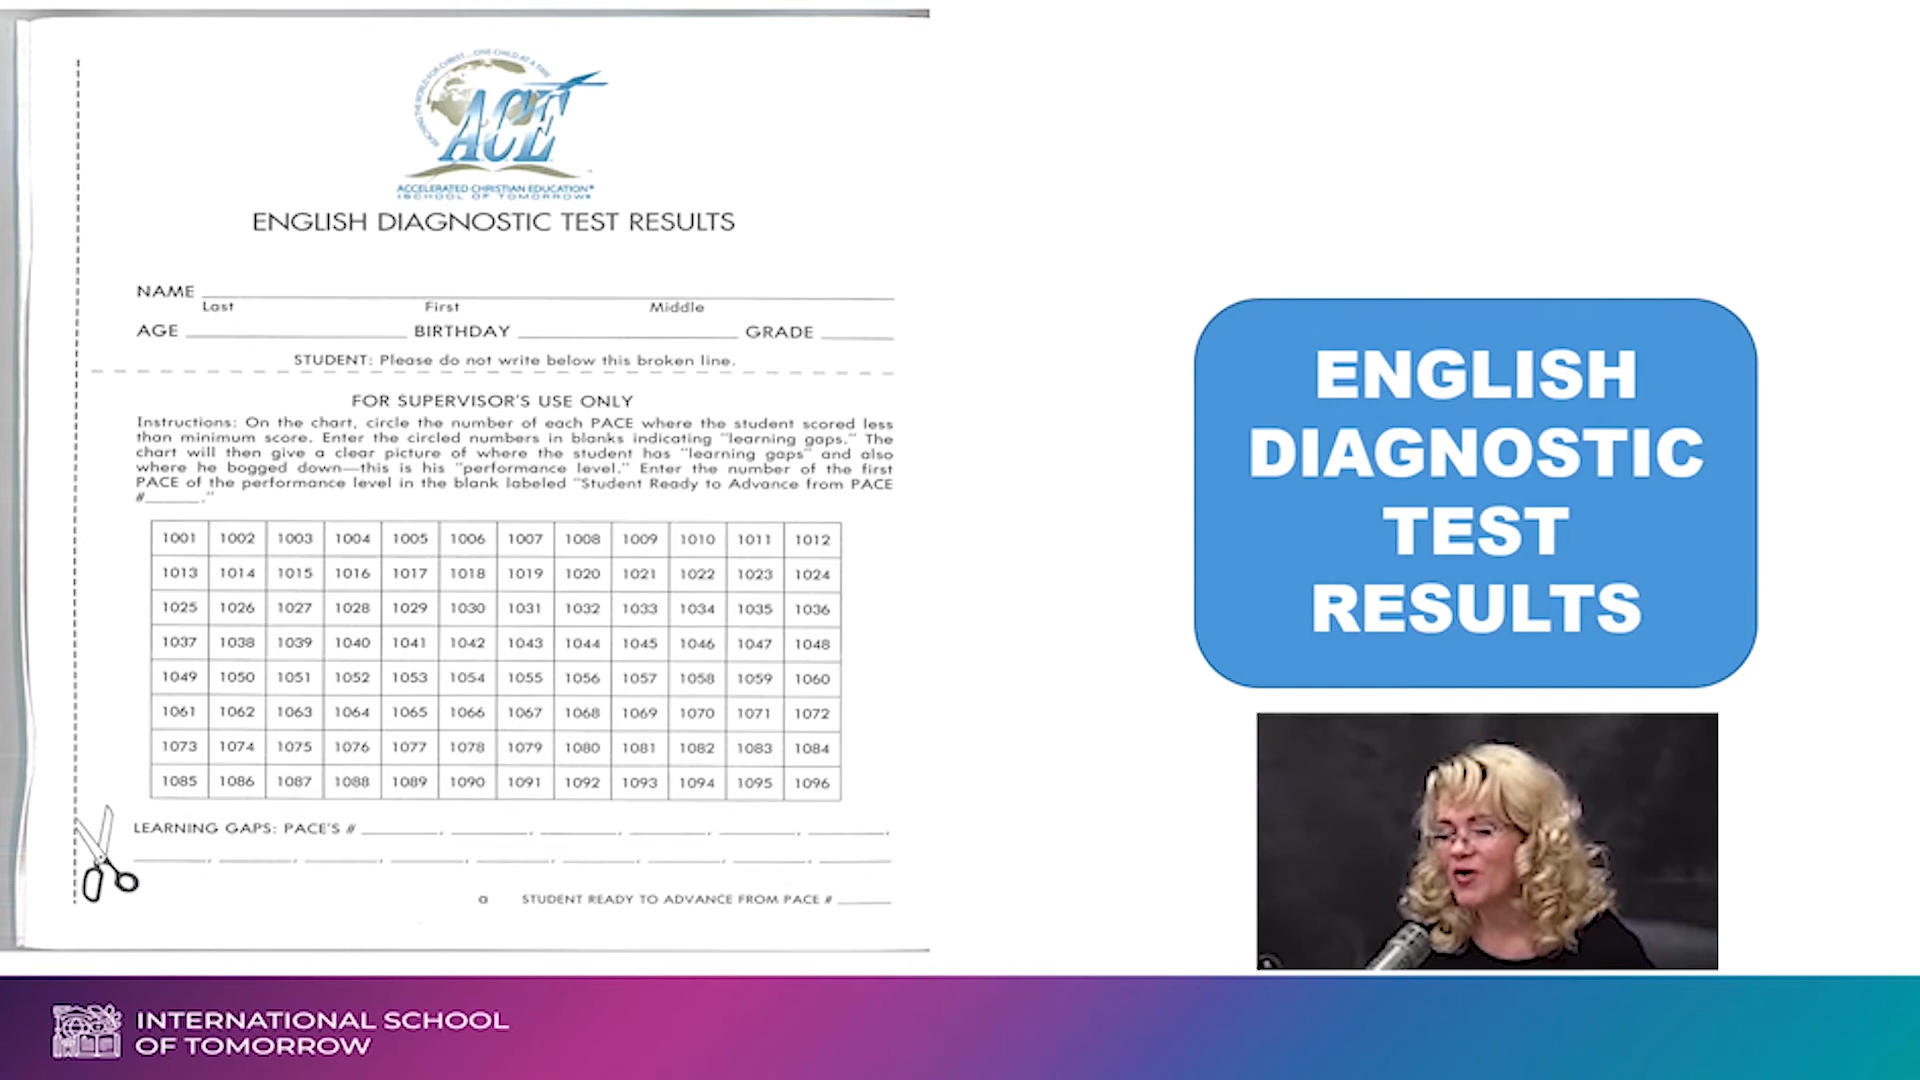 REACHING THE WORLD FOR CHRIST...ONE CHILD AT A TIME
ACE
ACCELERATED CHRISTIAN EDUCATION®
SCHOOL OF TOMORROW®
ENGLISH DIAGNOSTIC TEST RESULTS
NAME
Last First Middle
AGE BIRTHDAY GRADE
STUDENT: Please do not write below this broken line.
FOR SUPERVISOR'S USE ONLY
Instructions: On the chart, circle the number of each PACE where the student scored less
than minimum score. Enter the circled numbers in blanks indicating "learning gaps." The
chart will then give a clear picture of where the student has "learning gaps" and also
where he bogged down—this is his "performance level." Enter the number of the first
PACE of the performance level in the blank labeled "Student Ready to Advance from PACE
#______."
1001 1002 1003 1004 1005 1006 1007 1008 1009 1010 1011 1012
1013 1014 1015 1016 1017 1018 1019 1020 1021 1022 1023 1024
1025 1026 1027 1028 1029 1030 1031 1032 1033 1034 1035 1036
1037 1038 1039 1040 1041 1042 1043 1044 1045 1046 1047 1048
1049 1050 1051 1052 1053 1054 1055 1056 1057 1058 1059 1060
1061 1062 1063 1064 1065 1066 1067 1068 1069 1070 1071 1072
1073 1074 1075 1076 1077 1078 1079 1080 1081 1082 1083 1084
1085 1086 1087 1088 1089 1090 1091 1092 1093 1094 1095 1096
LEARNING GAPS: PACE'S #
a STUDENT READY TO ADVANCE FROM PACE #
ENGLISH
DIAGNOSTIC
TEST
RESULTS
INTERNATIONAL SCHOOL
OF TOMORROW